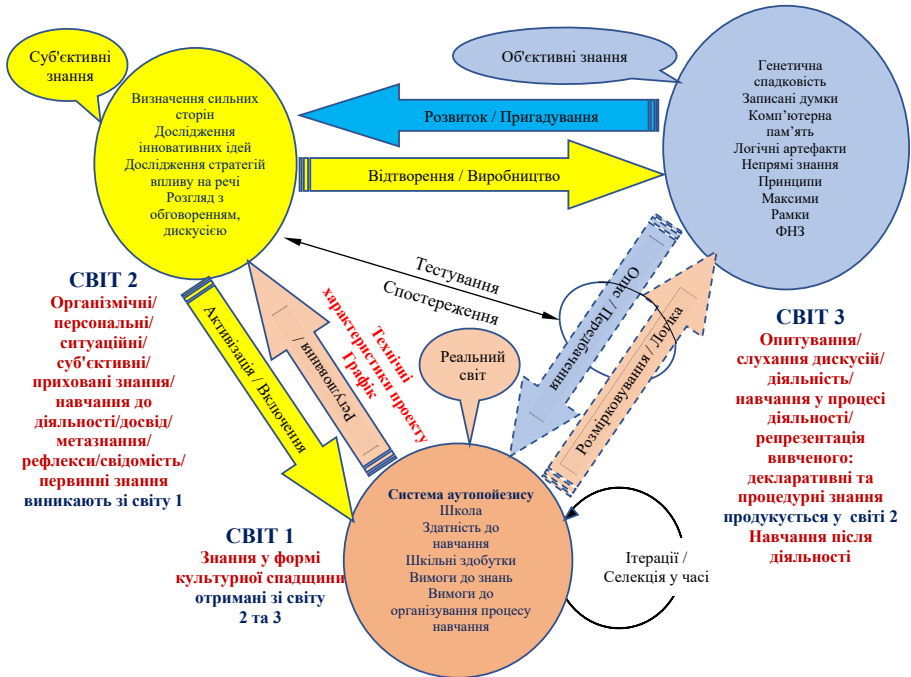 Суб'єктивні
знання
Визначення сильних
сторін
Дослідження
інноваційних ідей
Дослідження стратегій
впливу на речі
Розгляд з
обговоренням,
дискусією
Об'єктивні знання
Генетична
спадковість
Записані думки
Комп’ютерна
пам’ять
Логічні артефакти
Непрямі знання
Принципи
Максими
Рамки
ФНЗ
Розвиток / Пригадування
Відтворення / Виробництво
Тестування
Спостереження
Опис / Передбачення
Розмірковування / Логіка
Активізація / Включення
Регулювання /
Технічні
характеристики проекту
Графік
Реальний
світ
СВІТ 2
Організмічні/
персональні/
ситуаційні/
суб'єктивні/
приховані знання/
навчання до
діяльності/досвід/
метазнання/
рефлекси/свідомість/
первинні знання
виникають зі світу 1
СВІТ 1
Знання у формі
культурної спадщини
отримані зі світу
2 та 3
Система аутопойезису
Школа
Здатність до
навчання
Шкільні здобутки
Вимоги до знань
Вимоги до
організування процесу
навчання
Ітерації /
Селекція у часі
СВІТ 3
Опитування/
слухання дискусій/
діяльність/
навчання у процесі
діяльності/
репрезентація
вивченого:
декларативні та
процедурні знання
продукується у світі 2
Навчання після
діяльності